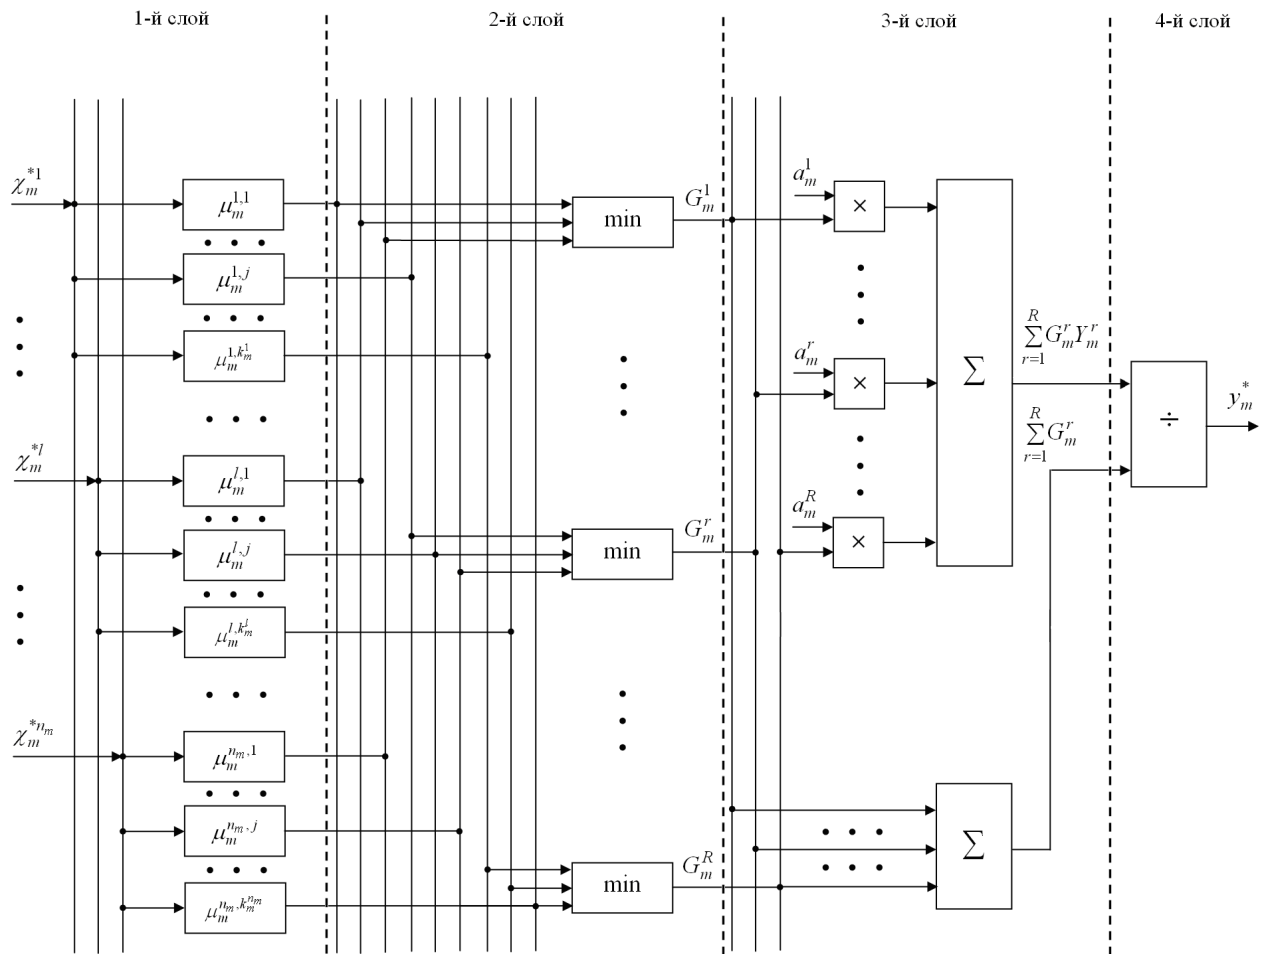 1-й слой
2-й слой
3-й слой
4-й слой
χ_m^{*1}
μ_m^{1,1}
μ_m^{1,j}
μ_m^{1,k_m^1}
χ_m^{*l}
μ_m^{l,1}
μ_m^{l,j}
μ_m^{l,k_m^l}
χ_m^{*n_m}
μ_m^{n_m,1}
μ_m^{n_m,j}
μ_m^{n_m,k_m^{n_m}}
min
G_m^1
min
G_m^r
min
G_m^R
a_m^1
×
a_m^r
×
a_m^R
×
Σ
Σ
∑_{r=1}^{R} G_m^r Y_m^r
∑_{r=1}^{R} G_m^r
÷
y_m^*